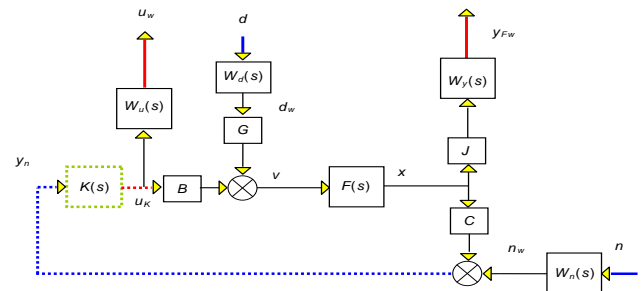 u_w
d
y_Fw
W_u(s)
W_d(s)
W_y(s)
d_w
G
J
y_n
K(s)
u_K
B
v
F(s)
x
C
n_w
W_n(s)
n